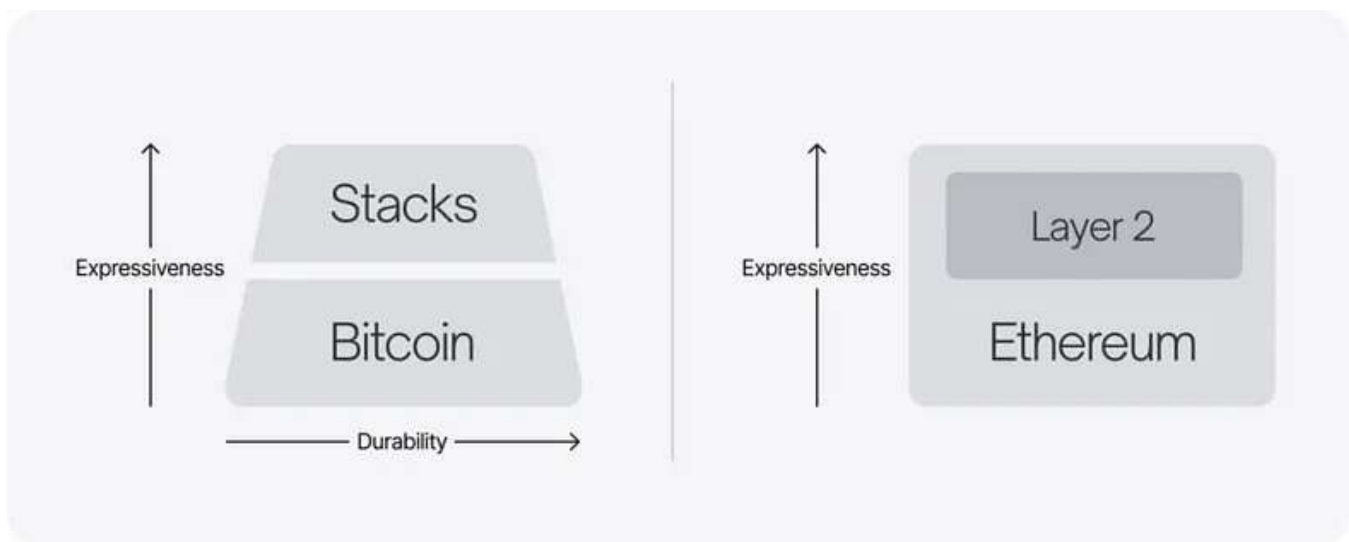 Stacks
Expressiveness
Bitcoin
Durability
Layer 2
Expressiveness
Ethereum